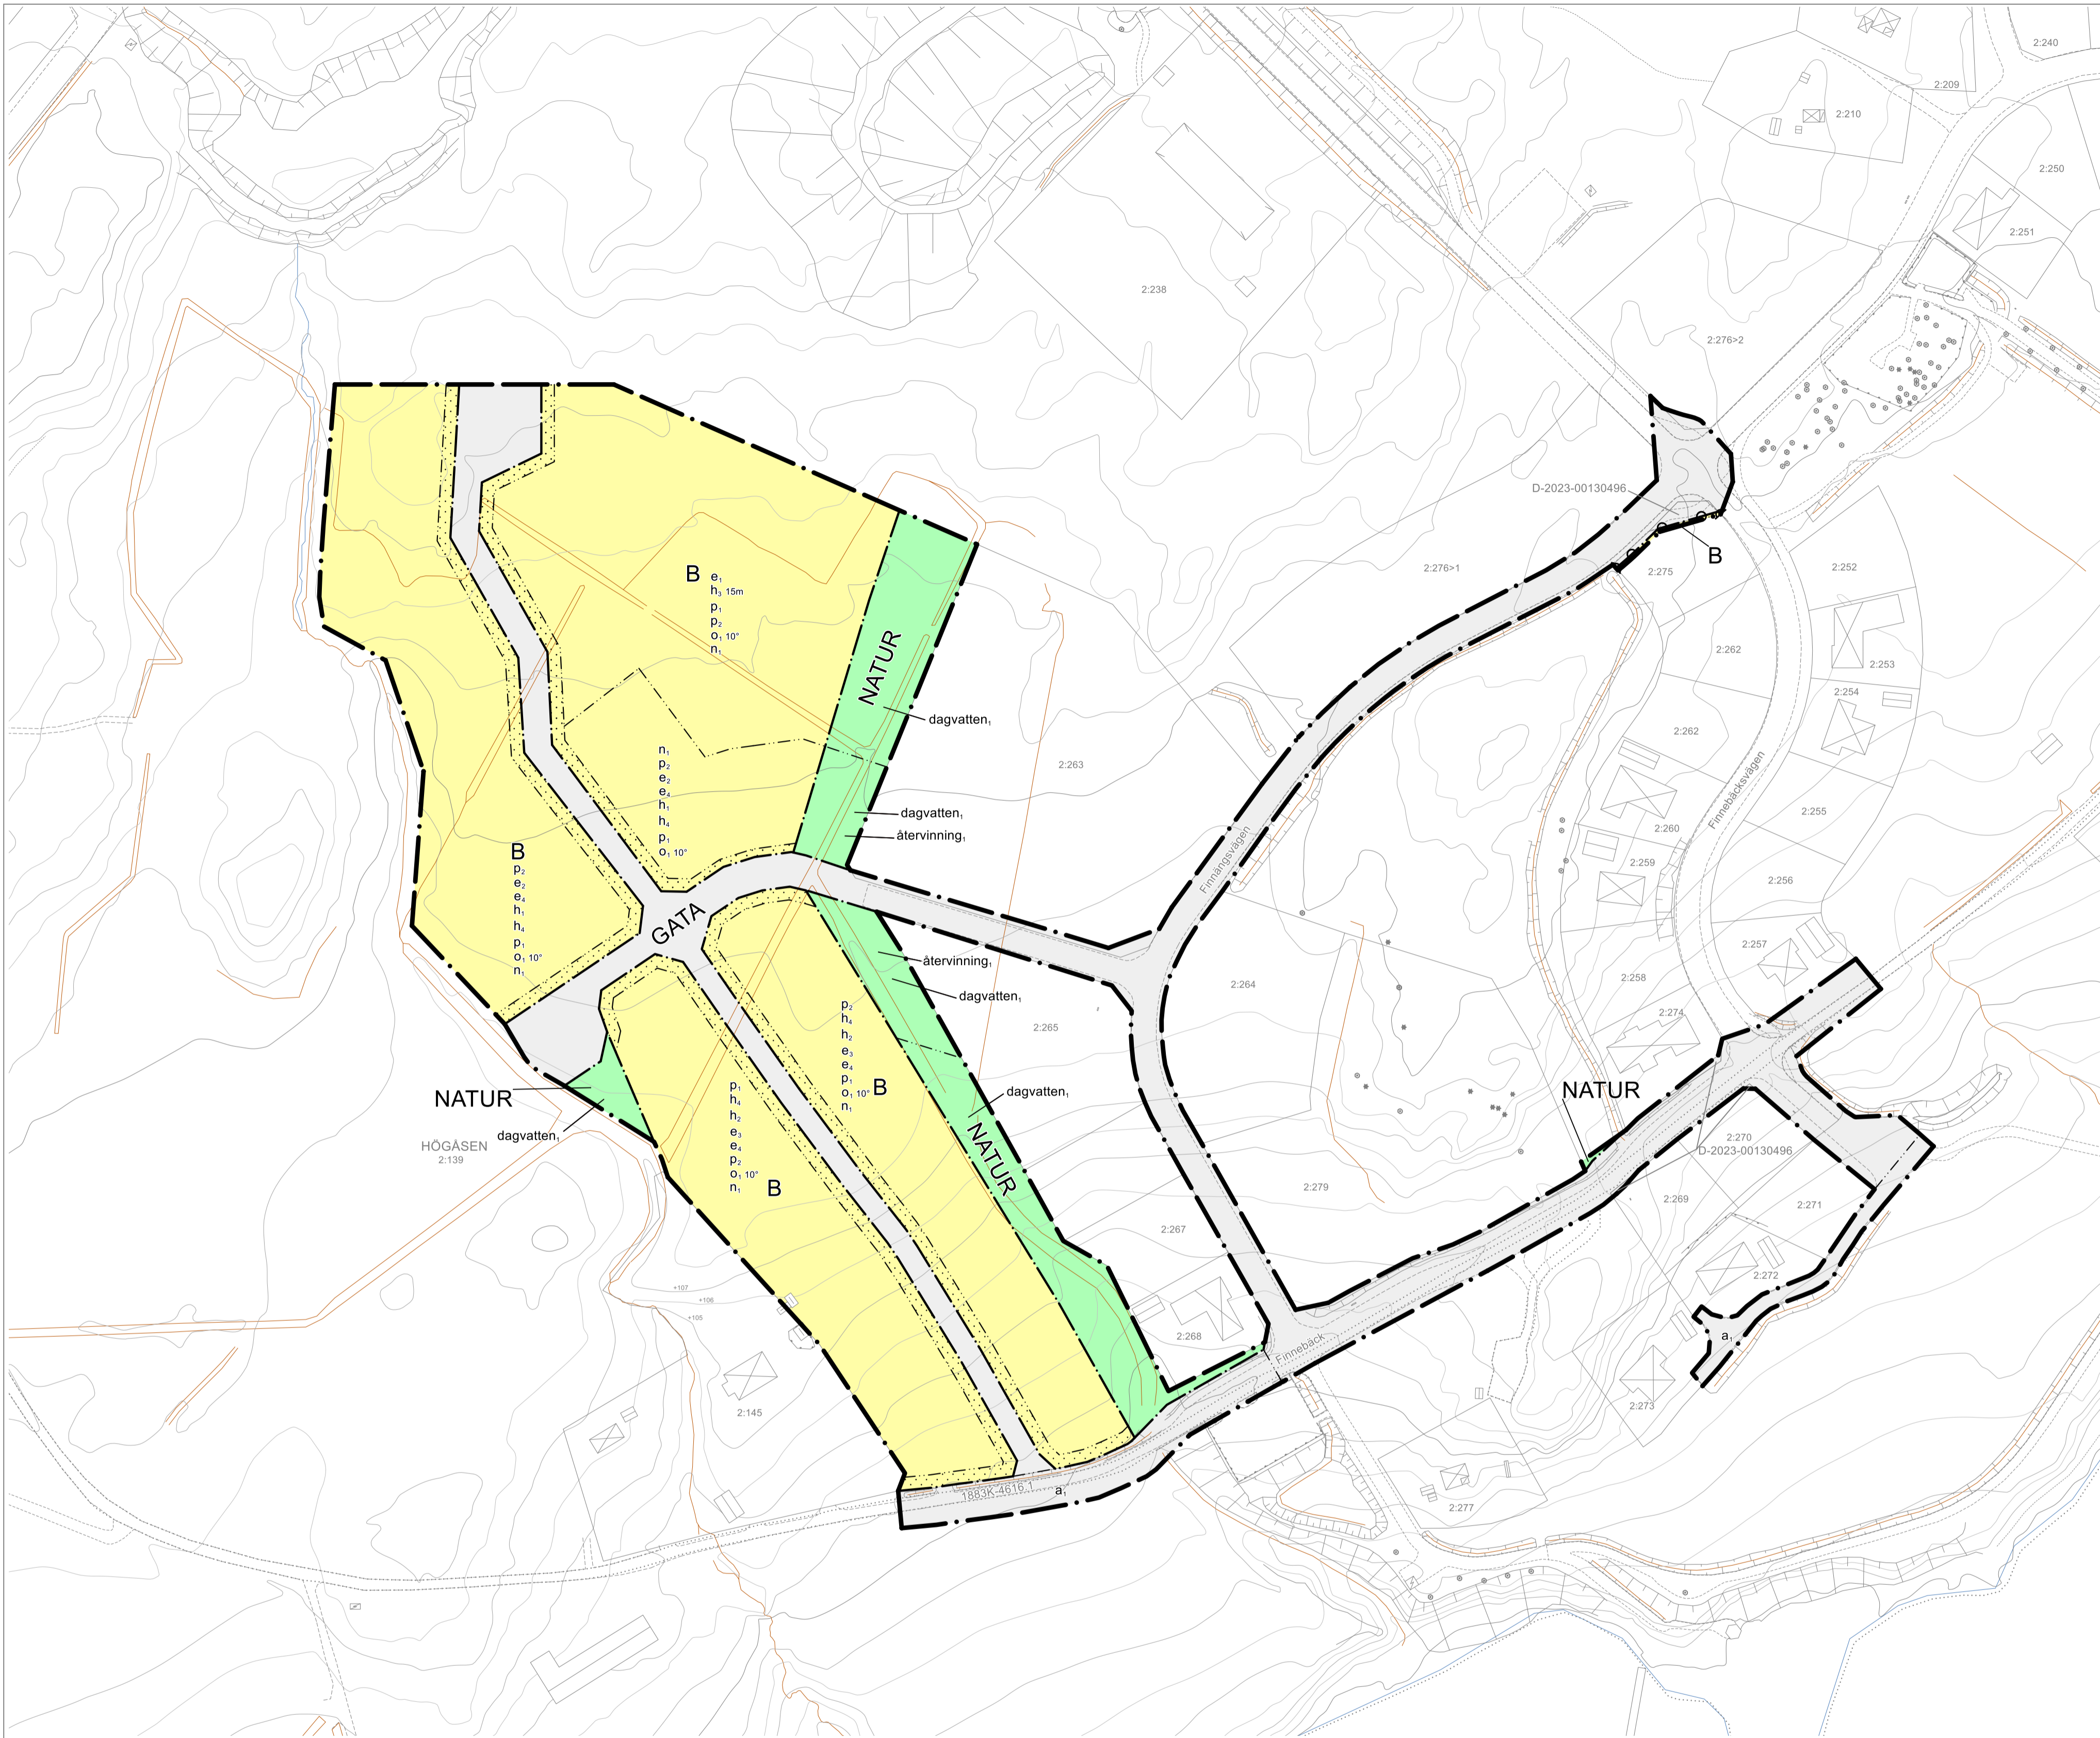 2:240
2:209
2:210
2:250
2:251
2:238
2:276>2
D-2023-00130496
B
2:276>1
2:275
2:252
B e₁
h₃ 15m
p₁
p₂
o₁ 10°
n₁
NATUR
2:262
2:253
2:254
dagvatten₁
2:262
n₁
p₂
e₂
e₄
h₁
h₄
p₁
o₁ 10°
2:263
Finnebäcksvägen
dagvatten₁
2:255
återvinning₁
2:260
B
p₂
e₂
e₄
h₁
h₄
p₁
o₁ 10°
n₁
Finnängsvägen
2:259
2:256
GATA
2:257
återvinning₁
2:258
dagvatten₁
2:264
2:274
2:265
p₂
h₄
h₂
e₃
e₄
p₁
o₁ 10°
n₁ B
NATUR
dagvatten₁
NATUR
p₁
h₄
h₂
e₃
e₄
p₂
o₁ 10°
n₁ B
dagvatten₁
HÖGÅSEN
2:139
NATUR
2:270
D-2023-00130496
2:279
2:269
2:271
2:267
2:272
+107
+106
+105
2:268
Finnebäck
a₁
2:145
2:273
1883K-4616.1
a₁
2:277